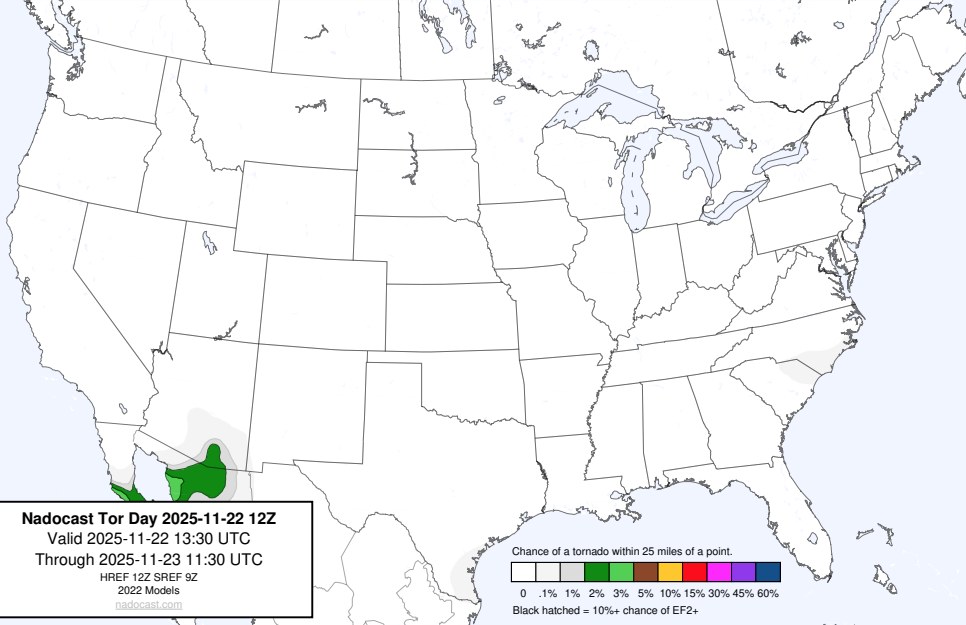 Nadocast Tor Day 2025-11-22 12Z
Valid 2025-11-22 13:30 UTC
Through 2025-11-23 11:30 UTC
HREF 12Z SREF 9Z
2022 Models
nadocast.com
Chance of a tornado within 25 miles of a point.
0 .1% 1% 2% 3% 5% 10% 15% 30% 45% 60%
Black hatched = 10%+ chance of EF2+